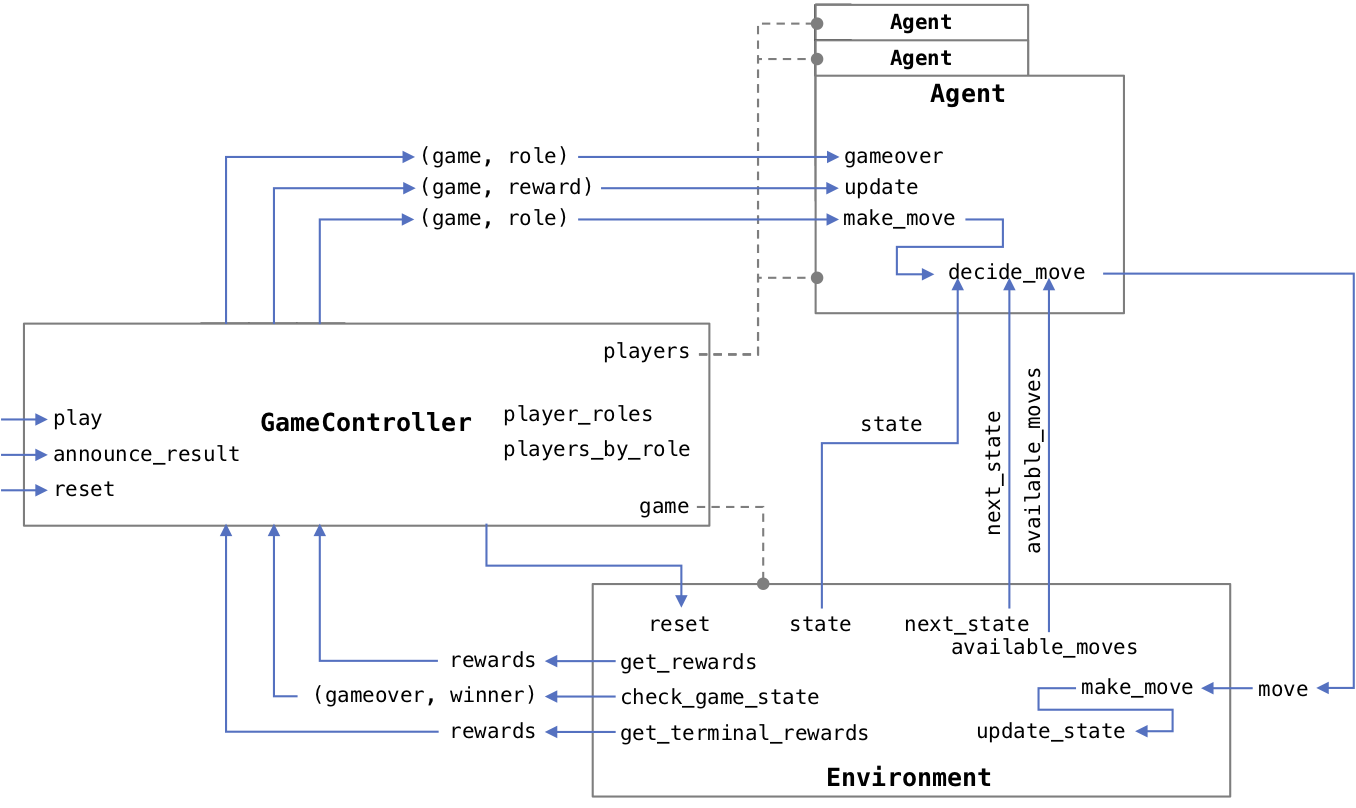 Agent
Agent
Agent
(game, role)
gameover
(game, reward)
update
(game, role)
make_move
decide_move
players
play
GameController
player_roles
announce_result
players_by_role
reset
game
state
next_state
available_moves
reset
state
next_state
available_moves
rewards
get_rewards
(gameover, winner)
check_game_state
make_move
move
rewards
get_terminal_rewards
update_state
Environment